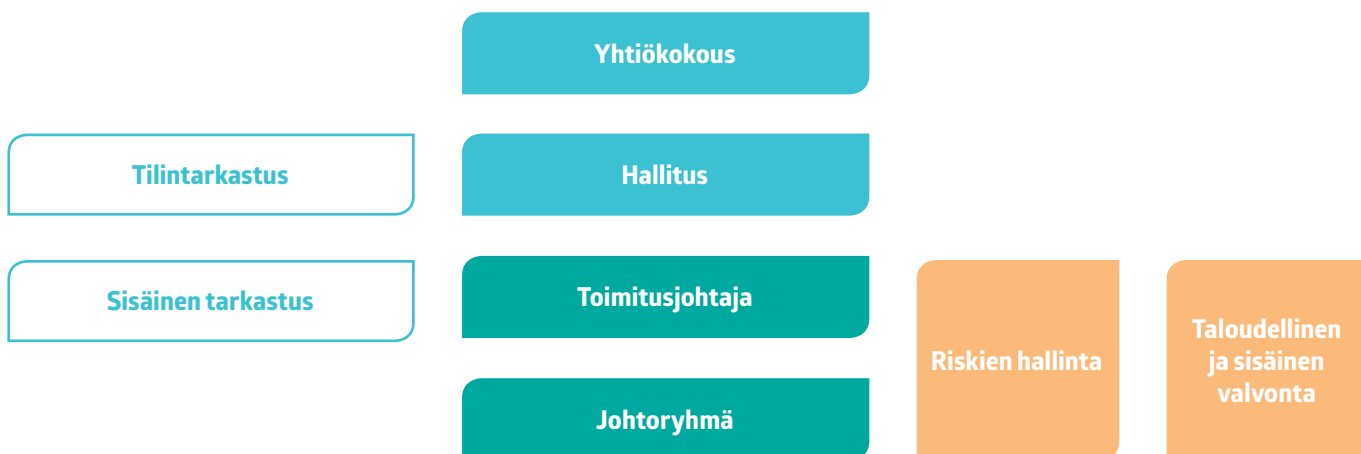 Yhtiökokous
Tilintarkastus
Hallitus
Sisäinen tarkastus
Toimitusjohtaja
Johtoryhmä
Riskien hallinta
Taloudellinen
ja sisäinen
valvonta